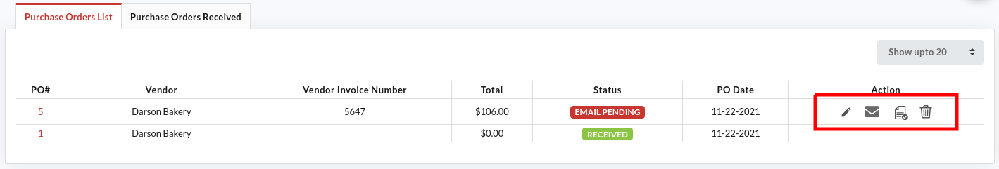 Purchase Orders List Purchase Orders Received
Show upto 20
PO# Vendor Vendor Invoice Number Total Status PO Date Action
5 Darson Bakery 5647 $106.00 EMAIL PENDING 11-22-2021
1 Darson Bakery $0.00 RECEIVED 11-22-2021